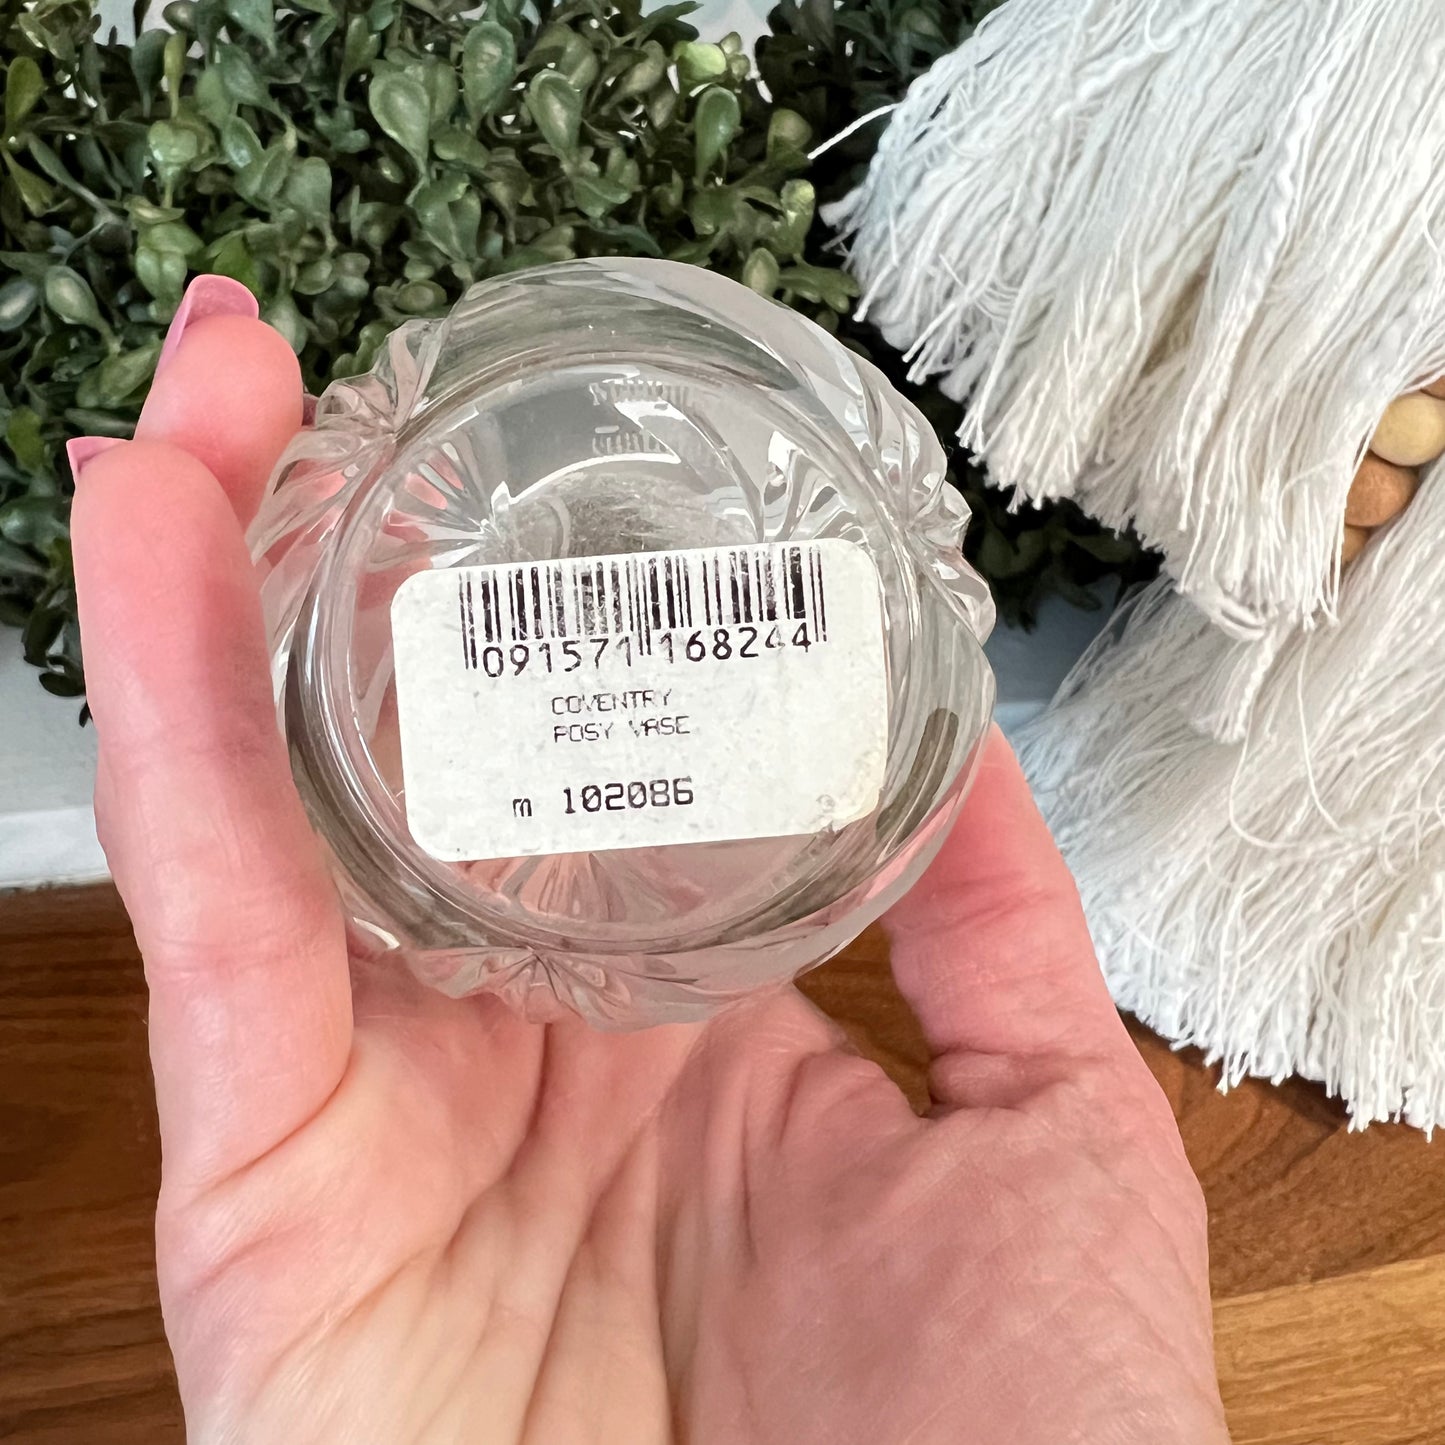 091571 168244
COVENTRY
POSY VASE
m 102086